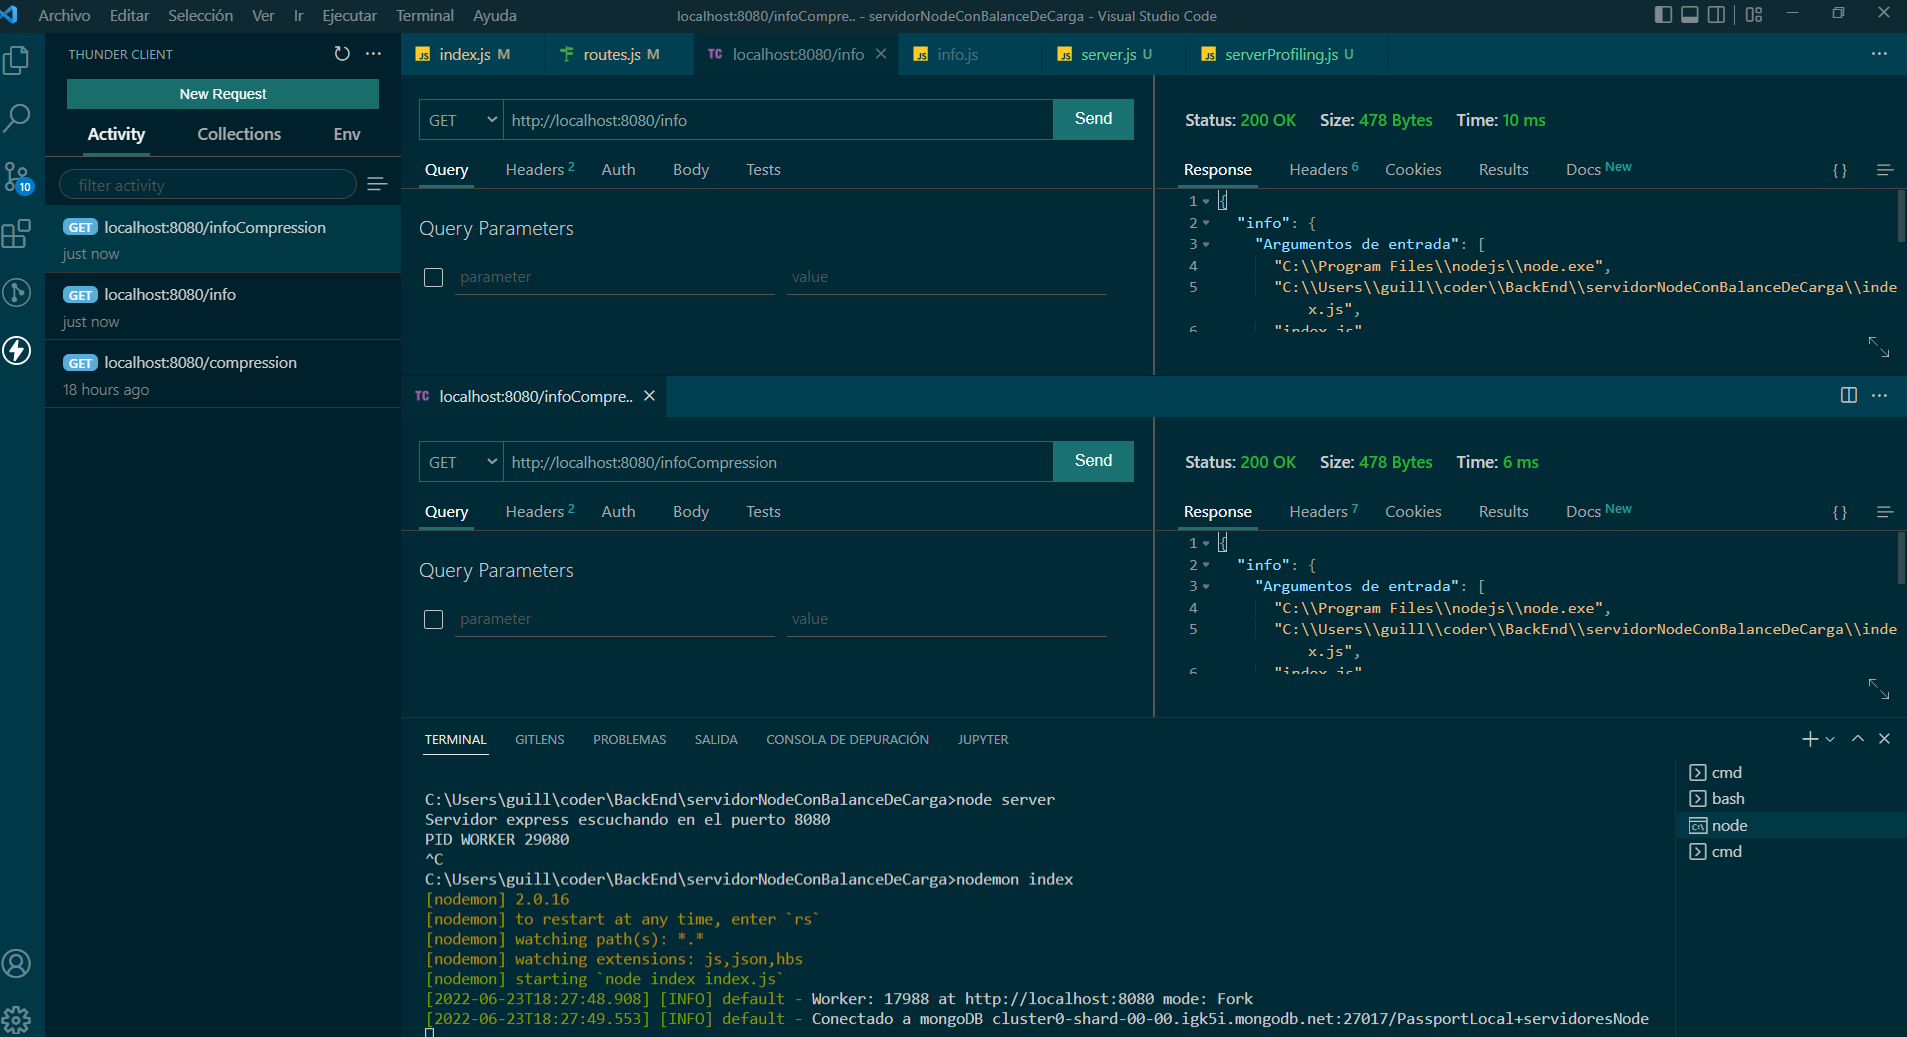 Archivo Editar Selección Ver Ir Ejecutar Terminal Ayuda
localhost:8080/infoCompre.. - servidorNodeConBalanceDeCarga - Visual Studio Code
THUNDER CLIENT
New Request
Activity Collections Env
filter activity
GET localhost:8080/infoCompression
just now
GET localhost:8080/info
just now
GET localhost:8080/compression
18 hours ago
10
JS index.js M routes.js M TC localhost:8080/info JS info.js JS server.js U JS serverProfiling.js U
GET http://localhost:8080/info Send
Query Headers 2 Auth Body Tests
Query Parameters
parameter value
Status: 200 OK Size: 478 Bytes Time: 10 ms
Response Headers 6 Cookies Results Docs New { }
1 {
2 "info": {
3 "Argumentos de entrada": [
4 "C:\\Program Files\\nodejs\\node.exe",
5 "C:\\Users\\guill\\coder\\BackEnd\\servidorNodeConBalanceDeCarga\\inde
x.js",
6 "index.js"
TC localhost:8080/infoCompre..
GET http://localhost:8080/infoCompression Send
Query Headers 2 Auth Body Tests
Query Parameters
parameter value
Status: 200 OK Size: 478 Bytes Time: 6 ms
Response Headers 7 Cookies Results Docs New { }
1 {
2 "info": {
3 "Argumentos de entrada": [
4 "C:\\Program Files\\nodejs\\node.exe",
5 "C:\\Users\\guill\\coder\\BackEnd\\servidorNodeConBalanceDeCarga\\inde
x.js",
6 "index.js"
TERMINAL GITLENS PROBLEMAS SALIDA CONSOLA DE DEPURACIÓN JUPYTER
C:\Users\guill\coder\BackEnd\servidorNodeConBalanceDeCarga>node server
Servidor express escuchando en el puerto 8080
PID WORKER 29080
^C
C:\Users\guill\coder\BackEnd\servidorNodeConBalanceDeCarga>nodemon index
[nodemon] 2.0.16
[nodemon] to restart at any time, enter `rs`
[nodemon] watching path(s): *.*
[nodemon] watching extensions: js,json,hbs
[nodemon] starting `node index index.js`
[2022-06-23T18:27:48.908] [INFO] default - Worker: 17988 at http://localhost:8080 mode: Fork
[2022-06-23T18:27:49.553] [INFO] default - Conectado a mongoDB cluster0-shard-00-00.igk5i.mongodb.net:27017/PassportLocal+servidoresNode
cmd
bash
node
cmd